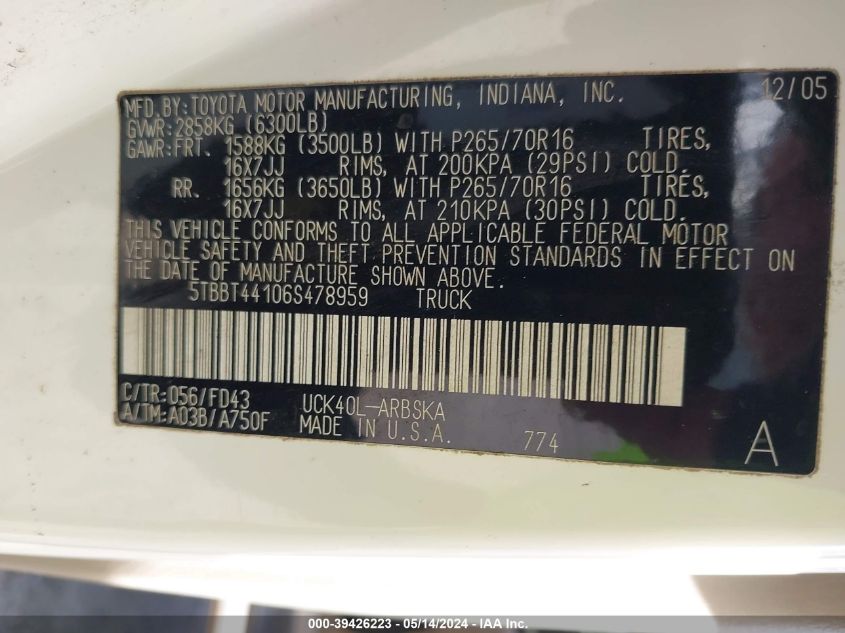 MFD.BY:TOYOTA MOTOR MANUFACTURING, INDIANA, INC. 12/05
GVWR:2858KG (6300LB)
GAWR:FRT. 1588KG (3500LB) WITH P265/70R16 TIRES,
16X7JJ RIMS, AT 200KPA (29PSI) COLD.
RR. 1656KG (3650LB) WITH P265/70R16 TIRES,
16X7JJ RIMS, AT 210KPA (30PSI) COLD.
THIS VEHICLE CONFORMS TO ALL APPLICABLE FEDERAL MOTOR
VEHICLE SAFETY AND THEFT PREVENTION STANDARDS IN EFFECT ON
THE DATE OF MANUFACTURE SHOWN ABOVE.
5TBBT44106S478959 TRUCK
C/TR:056/FD43 UCK40L-ARBSKA
A/TM:A03B/A750F MADE IN U.S.A. 774 A
CO-39426223 - 05/14/2024 - IAA Inc.